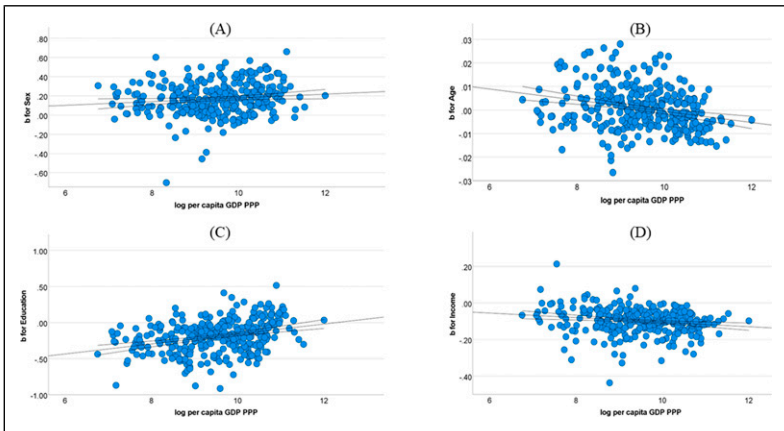 (A)
.80
.60
.40
.20
.00
-.20
-.40
-.60
b for Sex
6 8 10 12
log per capita GDP PPP
(B)
.03
.02
.01
.00
-.01
-.02
-.03
b for Age
6 8 10 12
log per capita GDP PPP
(C)
1.00
.50
.00
-.50
-1.00
b for Education
6 8 10 12
log per capita GDP PPP
(D)
.40
.20
.00
-.20
-.40
b for Income
6 8 10 12
log per capita GDP PPP